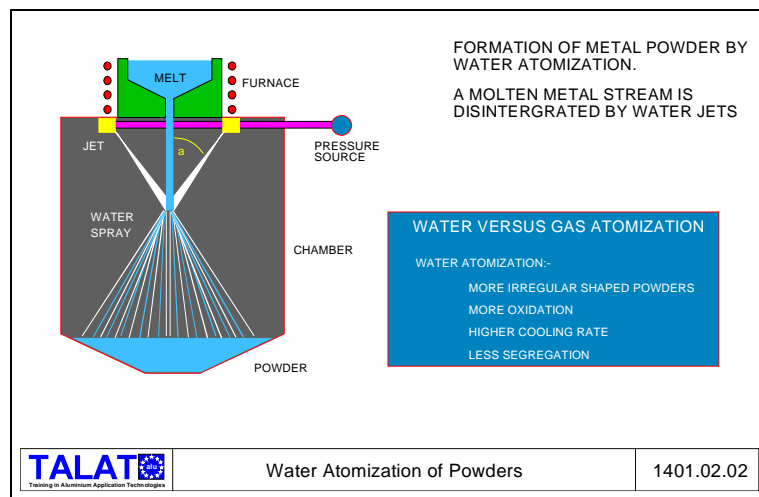 FORMATION OF METAL POWDER BY
WATER ATOMIZATION.
A MOLTEN METAL STREAM IS
DISINTERGRATED BY WATER JETS
MELT
FURNACE
JET
a
PRESSURE
SOURCE
WATER
SPRAY
CHAMBER
POWDER
WATER VERSUS GAS ATOMIZATION
WATER ATOMIZATION:-
MORE IRREGULAR SHAPED POWDERS
MORE OXIDATION
HIGHER COOLING RATE
LESS SEGREGATION
TALAT
alu
Training in Aluminium Application Technologies
Water Atomization of Powders
1401.02.02